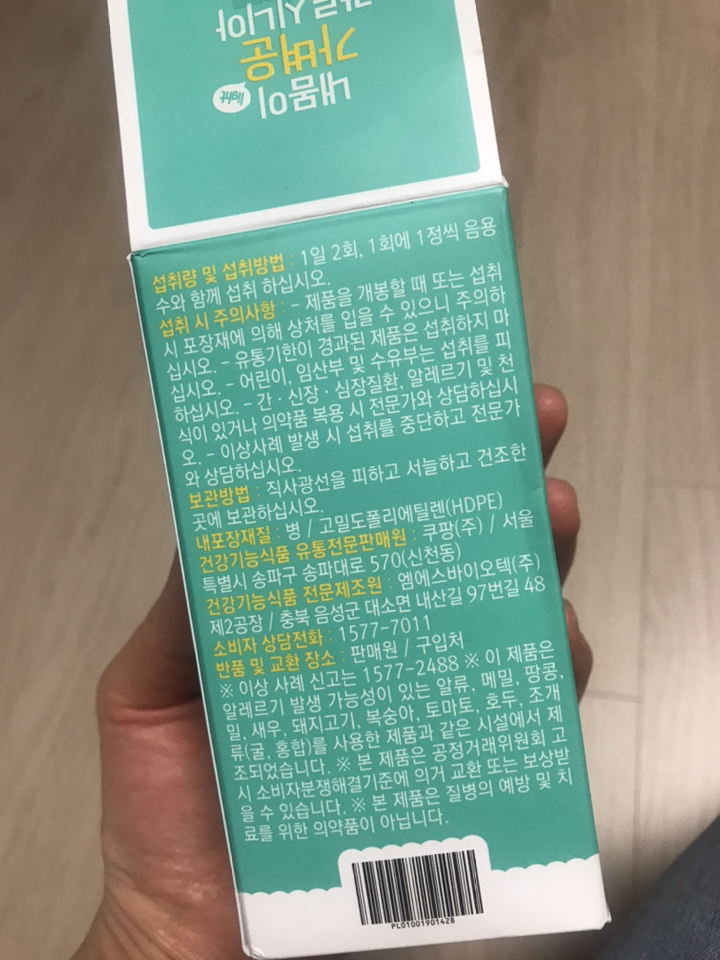 내몸이
light
가벼운
가르시니아
섭취량 및 섭취방법 : 1일 2회, 1회에 1정씩 음용
수와 함께 섭취 하십시오.
섭취 시 주의사항 : - 제품을 개봉할 때 또는 섭취
시 포장재에 의해 상처를 입을 수 있으니 주의하
십시오. - 유통기한이 경과된 제품은 섭취하지 마
십시오. - 어린이, 임산부 및 수유부는 섭취를 피
하십시오. - 간 · 신장 · 심장질환, 알레르기 및 천
식이 있거나 의약품 복용 시 전문가와 상담하십시
오. - 이상사례 발생 시 섭취를 중단하고 전문가
와 상담하십시오.
보관방법 : 직사광선을 피하고 서늘하고 건조한
곳에 보관하십시오.
내포장재질 : 병 / 고밀도폴리에틸렌(HDPE)
건강기능식품 유통전문판매원 : 쿠팡(주) / 서울
특별시 송파구 송파대로 570(신천동)
건강기능식품 전문제조원 : 엠에스바이오텍(주)
제2공장 / 충북 음성군 대소면 내산길 97번길 48
소비자 상담전화 : 1577-7011
반품 및 교환 장소 : 판매원 / 구입처
※ 이상 사례 신고는 1577-2488 ※ 이 제품은
알레르기 발생 가능성이 있는 알류, 메밀, 땅콩,
밀, 새우, 돼지고기, 복숭아, 토마토, 호두, 조개
류(굴, 홍합)를 사용한 제품과 같은 시설에서 제
조되었습니다. ※ 본 제품은 공정거래위원회 고
시 소비자분쟁해결기준에 의거 교환 또는 보상받
을 수 있습니다. ※ 본 제품은 질병의 예방 및 치
료를 위한 의약품이 아닙니다.
PL01001901428